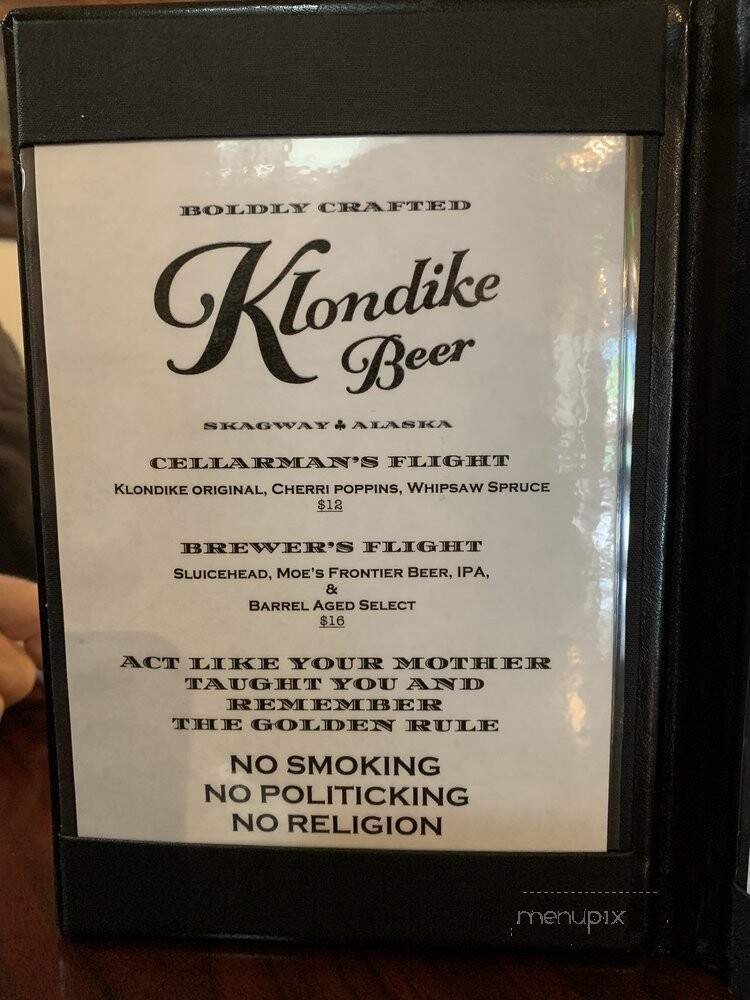 BOLDLY CRAFTED
Klondike
Beer
SKAGWAY ♣ ALASKA
CELLARMAN'S FLIGHT
KLONDIKE ORIGINAL, CHERRI POPPINS, WHIPSAW SPRUCE
$12
BREWER'S FLIGHT
SLUICEHEAD, MOE'S FRONTIER BEER, IPA,
&
BARREL AGED SELECT
$16
ACT LIKE YOUR MOTHER
TAUGHT YOU AND
REMEMBER
THE GOLDEN RULE
NO SMOKING
NO POLITICKING
NO RELIGION
menupix